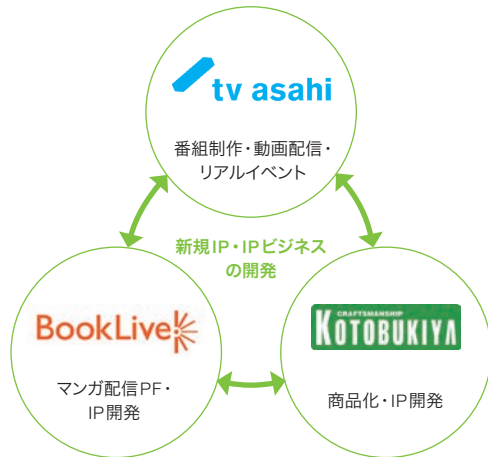 tv asahi
番組制作・動画配信・
リアルイベント
新規IP・IPビジネス
の開発
BookLive
マンガ配信PF・
IP開発
CRAFTSMANSHIP
KOTOBUKIYA
商品化・IP開発